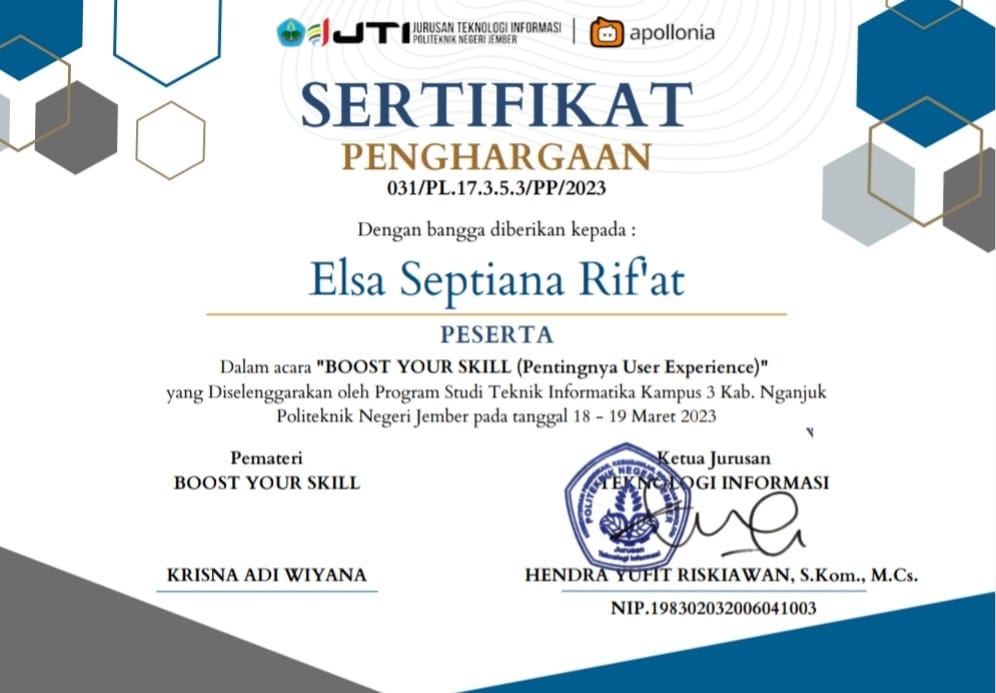 JTI JURUSAN TEKNOLOGI INFORMASI
POLITEKNIK NEGERI JEMBER
apollonia
SERTIFIKAT
PENGHARGAAN
031/PL.17.3.5.3/PP/2023
Dengan bangga diberikan kepada :
Elsa Septiana Rif'at
PESERTA
Dalam acara "BOOST YOUR SKILL (Pentingnya User Experience)"
yang Diselenggarakan oleh Program Studi Teknik Informatika Kampus 3 Kab. Nganjuk
Politeknik Negeri Jember pada tanggal 18 - 19 Maret 2023
Pemateri
BOOST YOUR SKILL
KRISNA ADI WIYANA
Ketua Jurusan
TEKNOLOGI INFORMASI
POLITEKNIK NEGERI JEMBER
Jurusan
Teknologi Informasi
HENDRA YUFIT RISKIAWAN, S.Kom., M.Cs.
NIP.198302032006041003